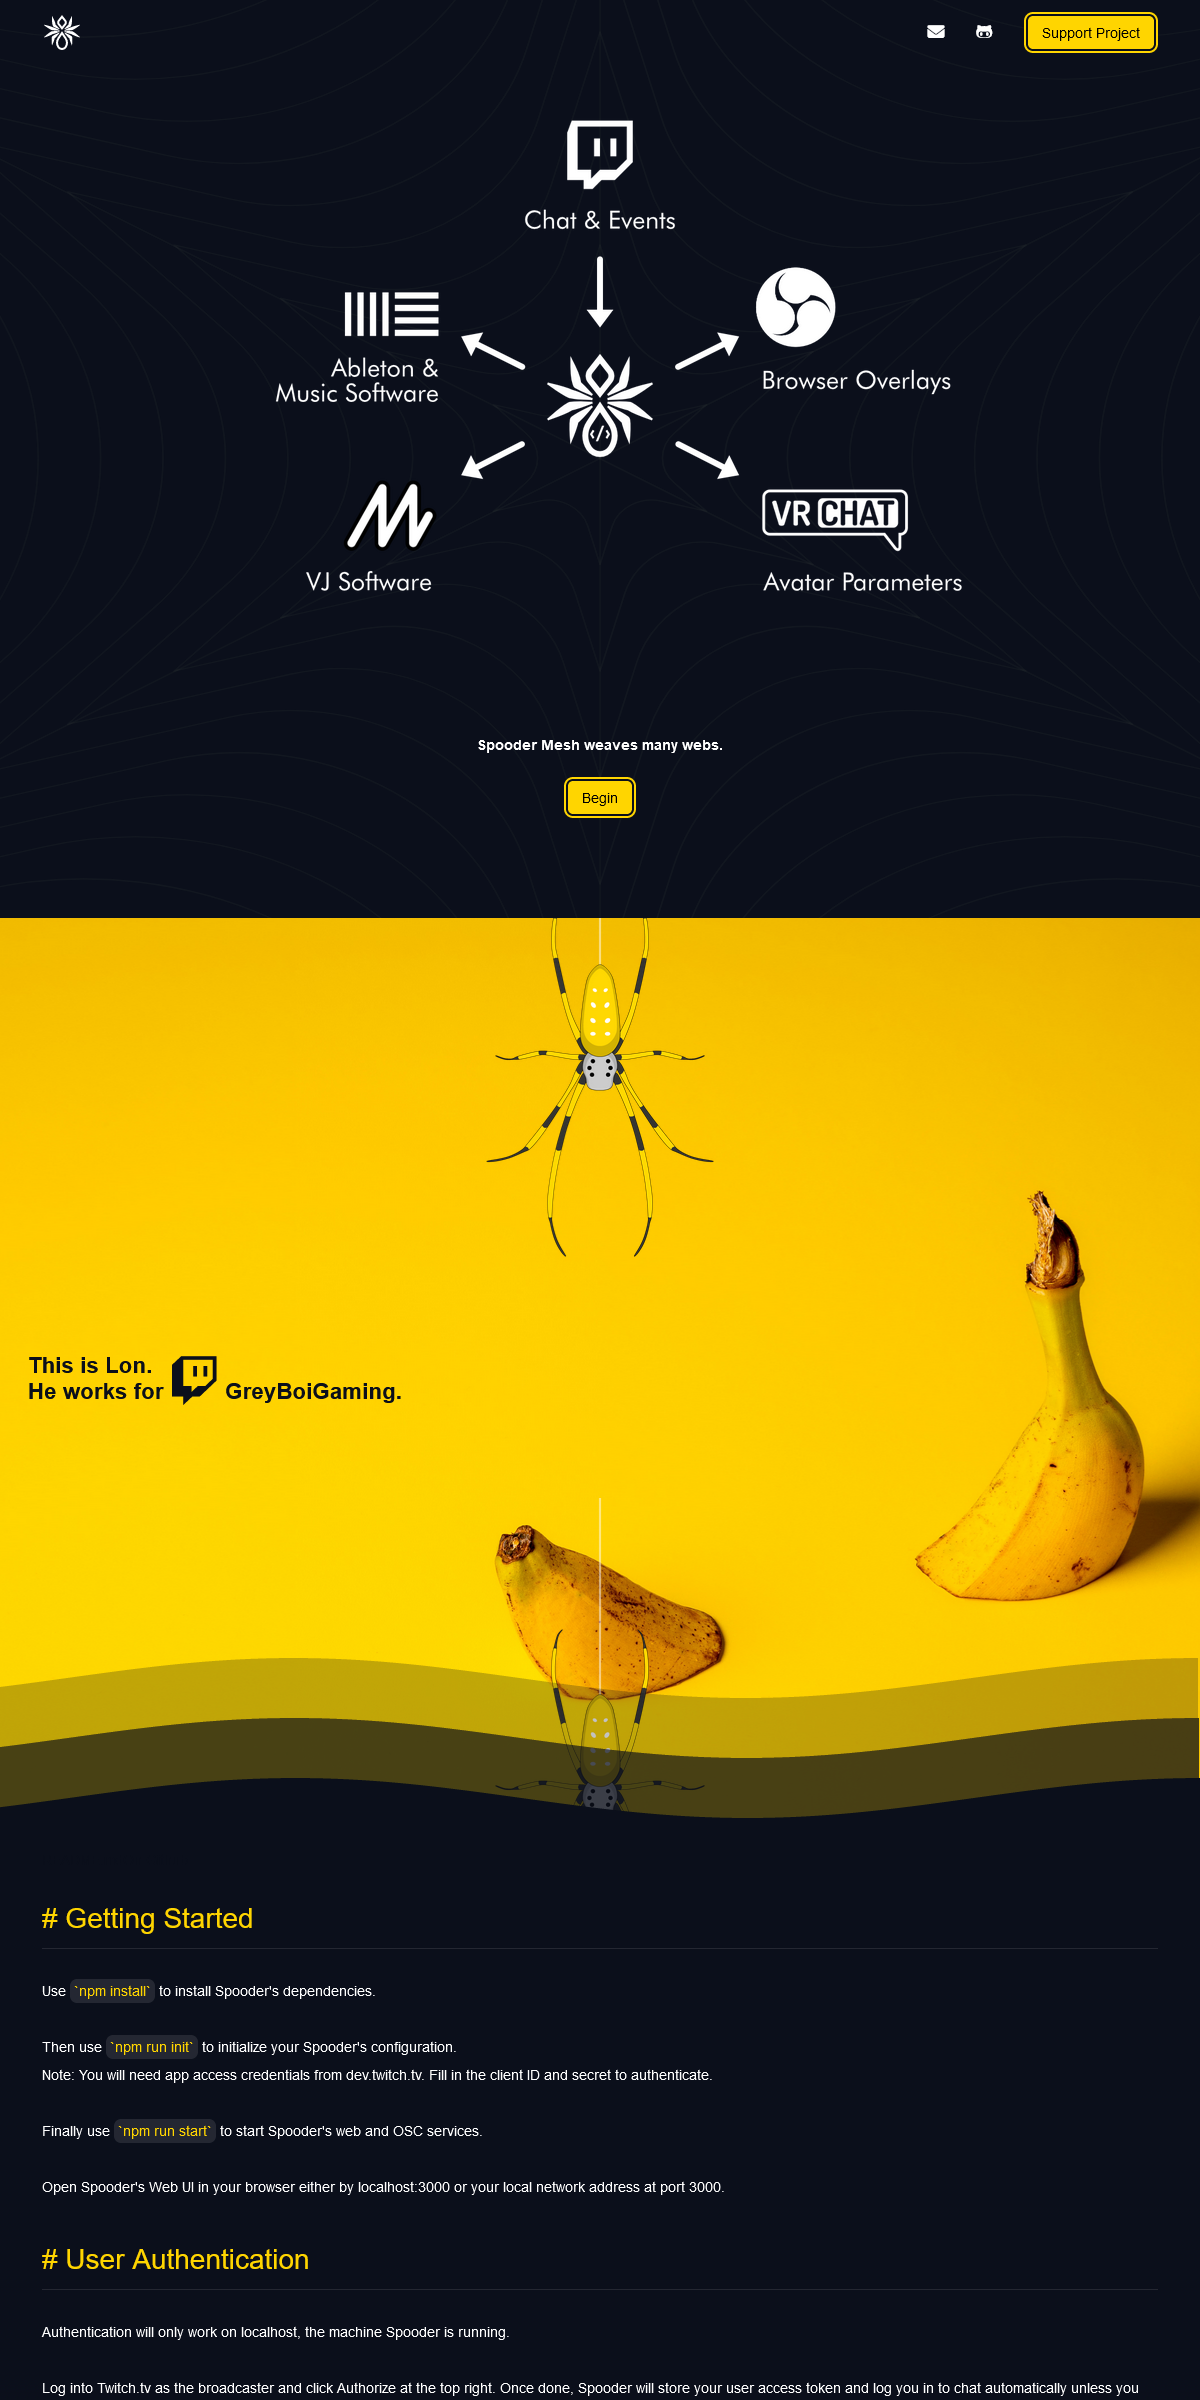 Support Project
Chat & Events
Ableton &
Music Software
Browser Overlays
</>
VJ Software
VR CHAT
Avatar Parameters
Spooder Mesh weaves many webs.
Begin
This is Lon.
He works for GreyBoiGaming.
# Getting Started
Use `npm install` to install Spooder's dependencies.
Then use `npm run init` to initialize your Spooder's configuration.
Note: You will need app access credentials from dev.twitch.tv. Fill in the client ID and secret to authenticate.
Finally use `npm run start` to start Spooder's web and OSC services.
Open Spooder's Web UI in your browser either by localhost:3000 or your local network address at port 3000.
# User Authentication
Authentication will only work on localhost, the machine Spooder is running.
Log into Twitch.tv as the broadcaster and click Authorize at the top right. Once done, Spooder will store your user access token and log you in to chat automatically unless you